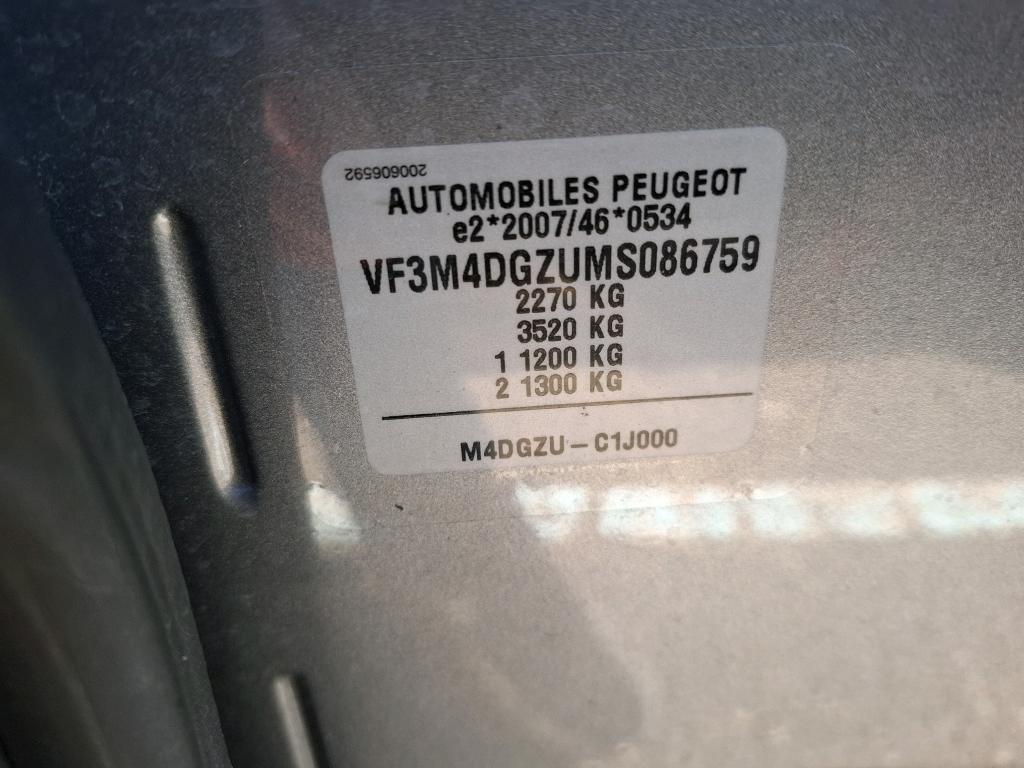 200606592
AUTOMOBILES PEUGEOT
e2*2007/46*0534
VF3M4DGZUMS086759
2270 KG
3520 KG
1 1200 KG
2 1300 KG
M4DGZU – C1J000